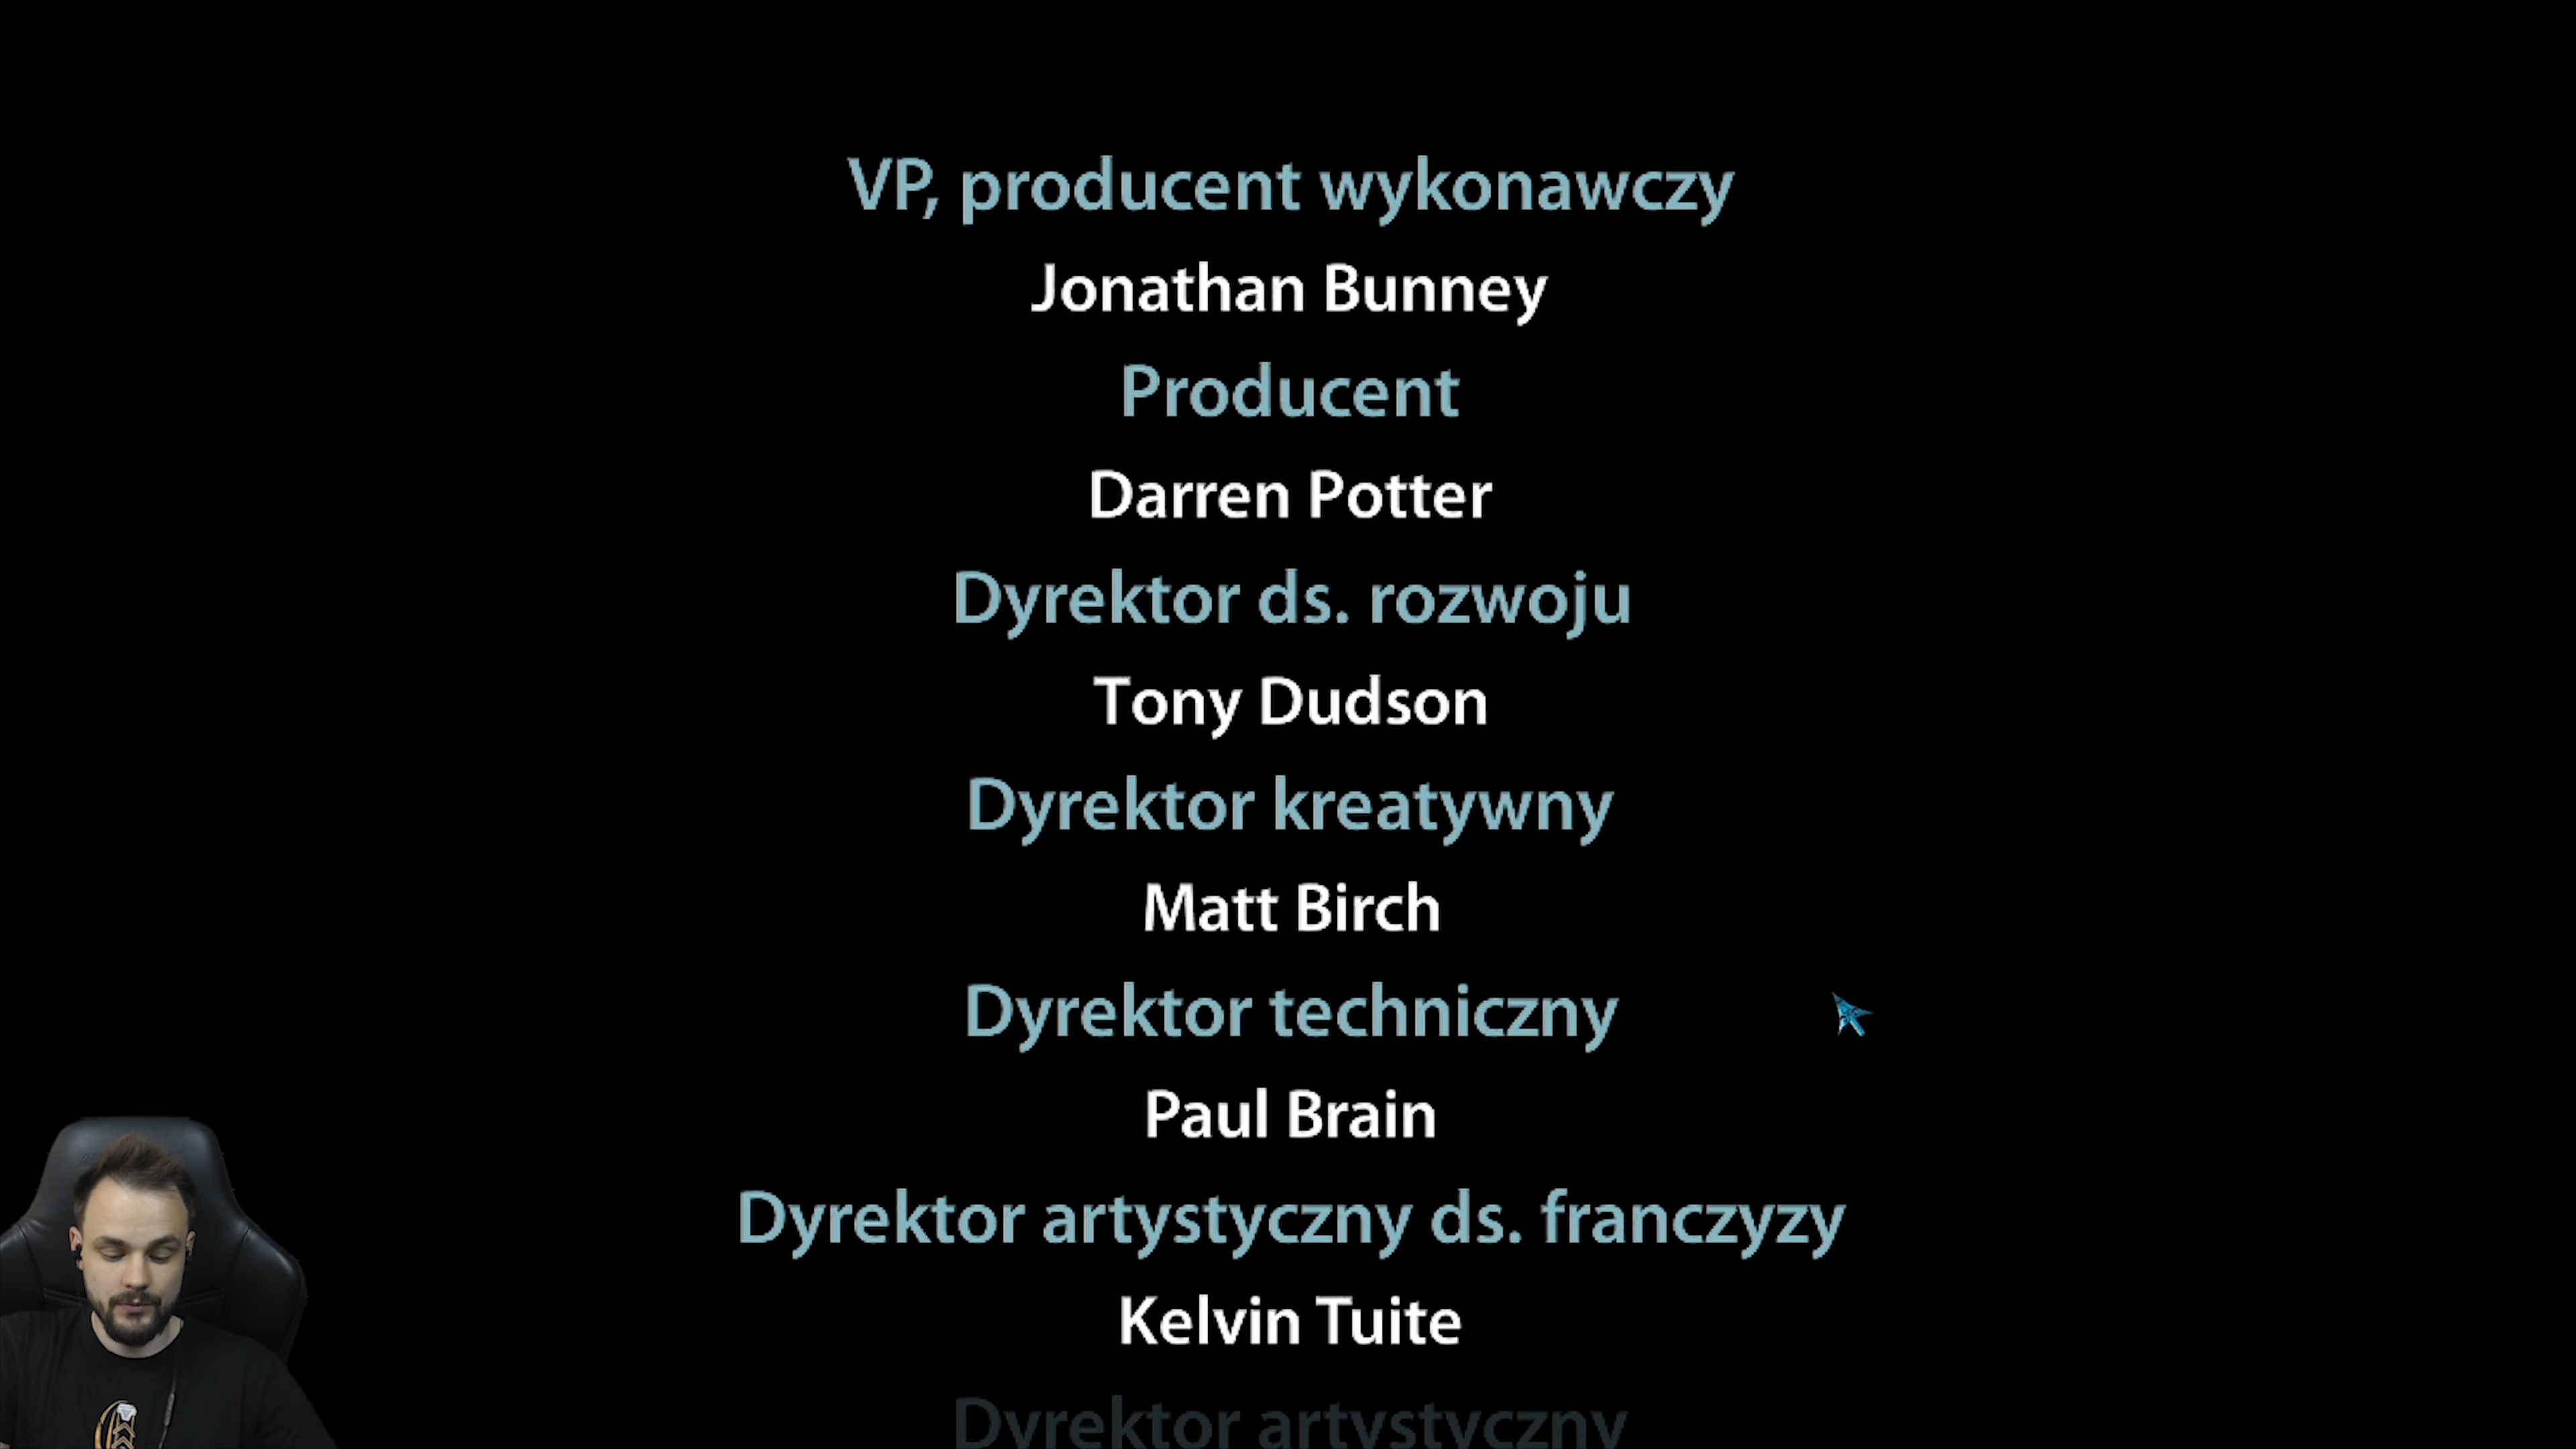 VP, producent wykonawczy
Jonathan Bunney
Producent
Darren Potter
Dyrektor ds. rozwoju
Tony Dudson
Dyrektor kreatywny
Matt Birch
Dyrektor techniczny
Paul Brain
Dyrektor artystyczny ds. franczyzy
Kelvin Tuite
Dyrektor artystyczny